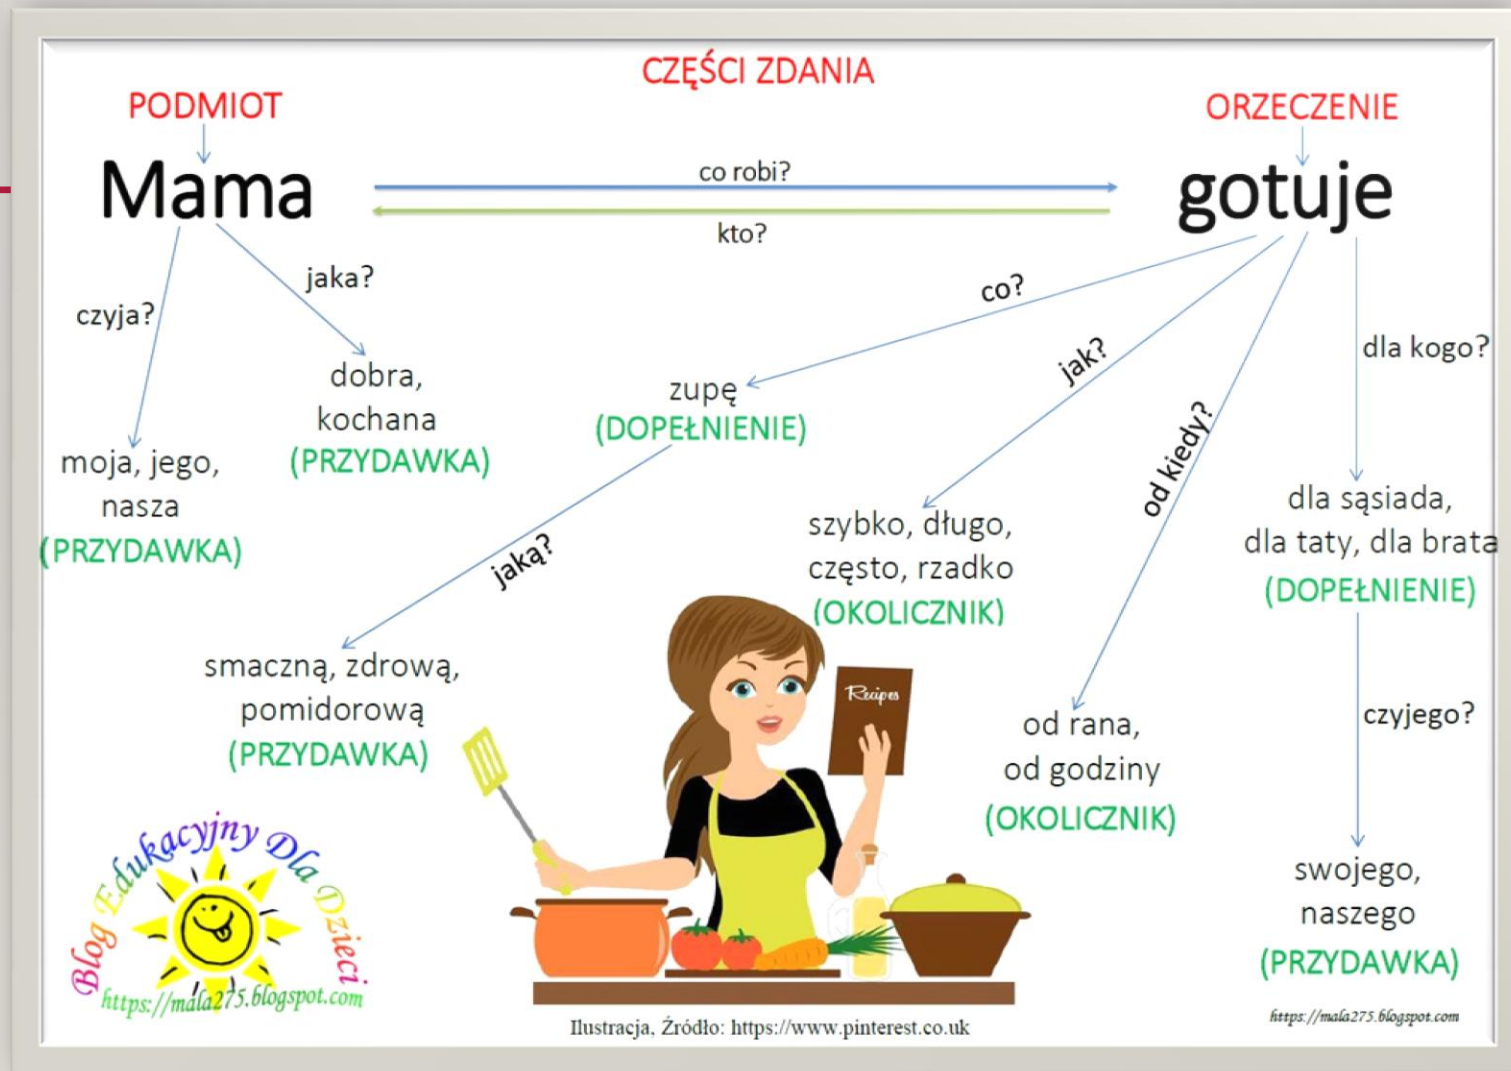 CZĘŚCI ZDANIA
PODMIOT
ORZECZENIE
Mama
co robi?
gotuje
kto?
czyja?
jaka?
co?
jak?
od kiedy?
dla kogo?
dobra,
kochana
(PRZYDAWKA)
moja, jego,
nasza
(PRZYDAWKA)
zupę
(DOPEŁNIENIE)
jaką?
smaczną, zdrową,
pomidorową
(PRZYDAWKA)
szybko, długo,
często, rzadko
(OKOLICZNIK)
od rana,
od godziny
(OKOLICZNIK)
dla sąsiada,
dla taty, dla brata
(DOPEŁNIENIE)
czyjego?
swojego,
naszego
(PRZYDAWKA)
Recipes
Blog Edukacyjny Dla Dzieci
https://mala275.blogspot.com
Ilustracja, Źródło: https://www.pinterest.co.uk
https://mala275.blogspot.com